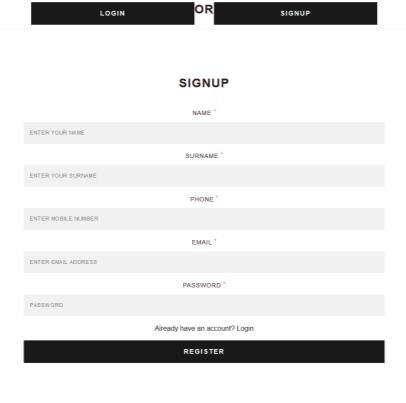 LOGIN OR SIGNUP
SIGNUP
NAME *
ENTER YOUR NAME
SURNAME *
ENTER YOUR SURNAME
PHONE *
ENTER MOBILE NUMBER
EMAIL *
ENTER EMAIL ADDRESS
PASSWORD *
PASSWORD
Already have an account? Login
REGISTER